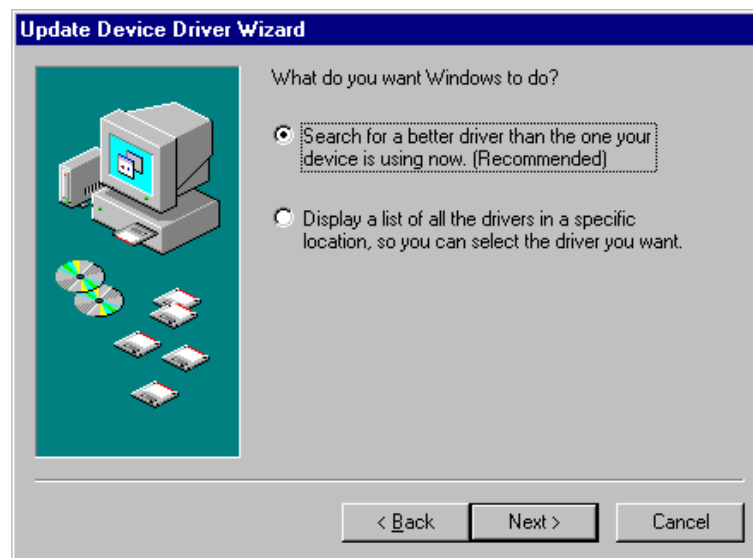 Update Device Driver Wizard
What do you want Windows to do?
Search for a better driver than the one your
device is using now. (Recommended)
Display a list of all the drivers in a specific
location, so you can select the driver you want.
< Back
Next >
Cancel